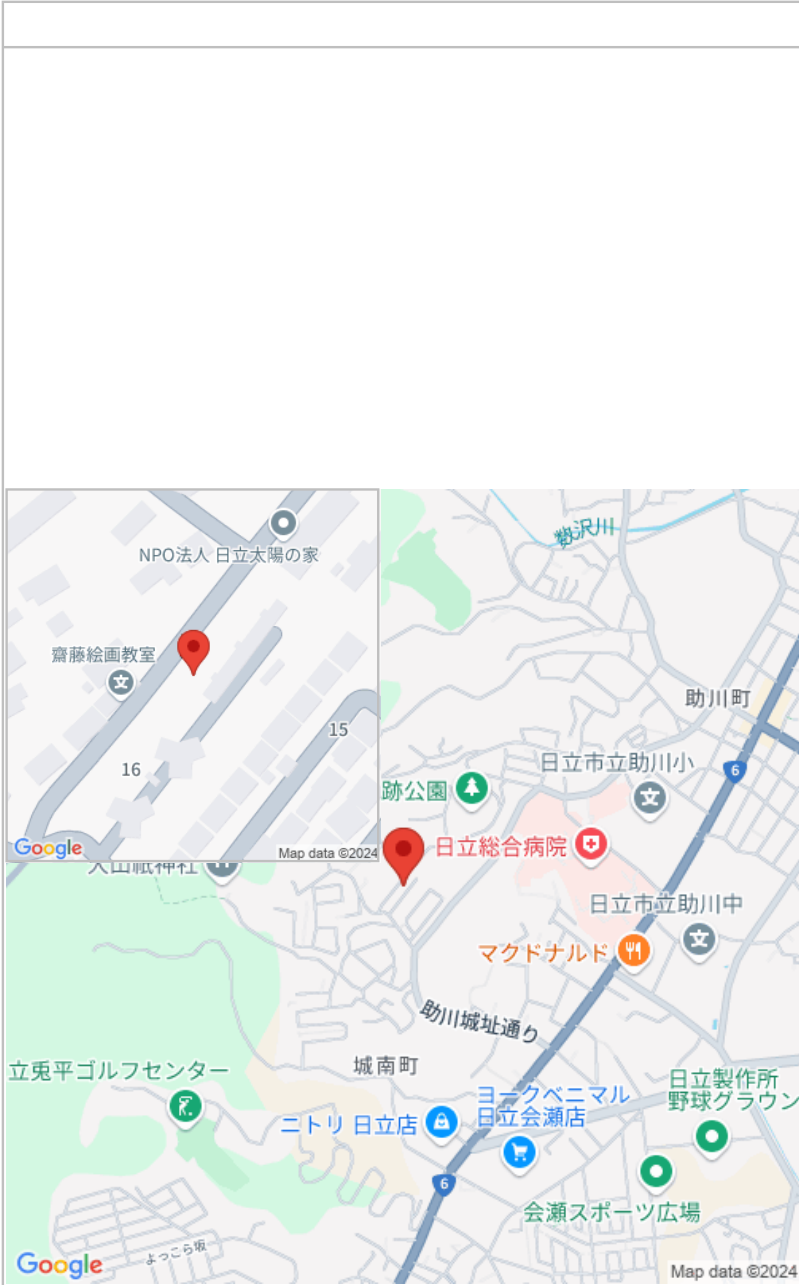 NPO法人 日立太陽の家
齋藤絵画教室
15
16
Google
Map data ©2024
数沢川
助川町
6
日立市立助川小
跡公園
日立総合病院
大山祇神社
日立市立助川中
マクドナルド
助川城址通り
城南町
立兎平ゴルフセンター
日立製作所
野球グラウン
ヨークベニマル
日立会瀬店
ニトリ 日立店
6
会瀬スポーツ広場
よっこら坂
Google
Map data ©2024